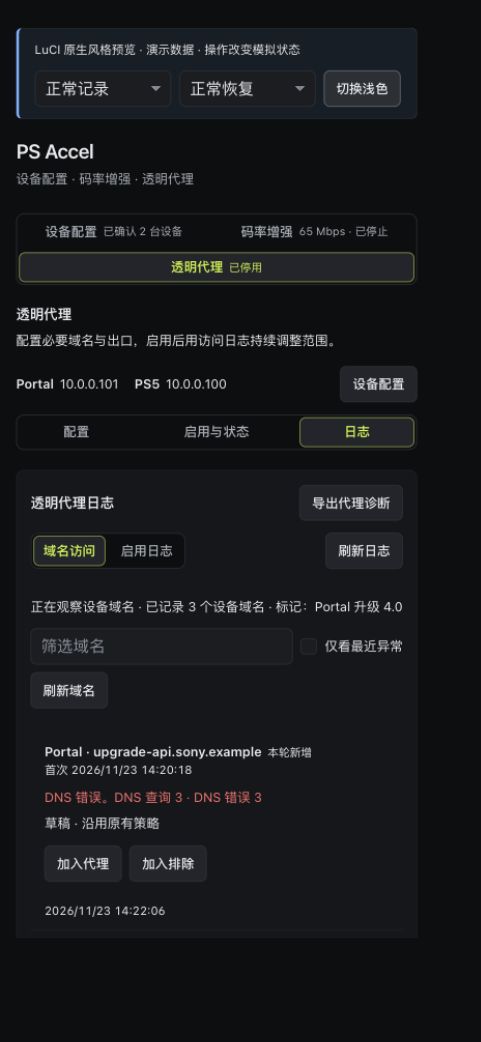 LuCI 原生风格预览 · 演示数据 · 操作改变模拟状态
正常记录 正常恢复 切换浅色
PS Accel
设备配置 · 码率增强 · 透明代理
设备配置 已确认 2 台设备 码率增强 65 Mbps · 已停止
透明代理 已停用
透明代理
配置必要域名与出口，启用后用访问日志持续调整范围。
Portal 10.0.0.101 PS5 10.0.0.100 设备配置
配置 启用与状态 日志
透明代理日志 导出代理诊断
域名访问 启用日志 刷新日志
正在观察设备域名 · 已记录 3 个设备域名 · 标记：Portal 升级 4.0
筛选域名 仅看最近异常
刷新域名
Portal · upgrade-api.sony.example 本轮新增
首次 2026/11/23 14:20:18
DNS 错误。DNS 查询 3 · DNS 错误 3
草稿 · 沿用原有策略
加入代理 加入排除
2026/11/23 14:22:06